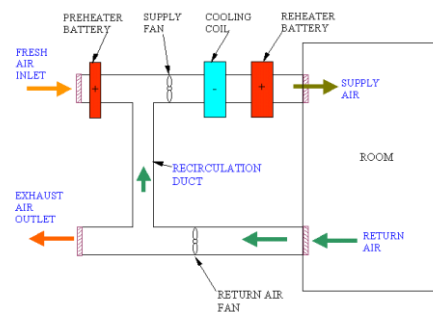 PREHEATER
BATTERY
SUPPLY
FAN
COOLING
COIL
REHEATER
BATTERY
FRESH
AIR
INLET
+
-
+
SUPPLY
AIR
ROOM
RECIRCULATION
DUCT
EXHAUST
AIR
OUTLET
RETURN
AIR
RETURN AIR
FAN